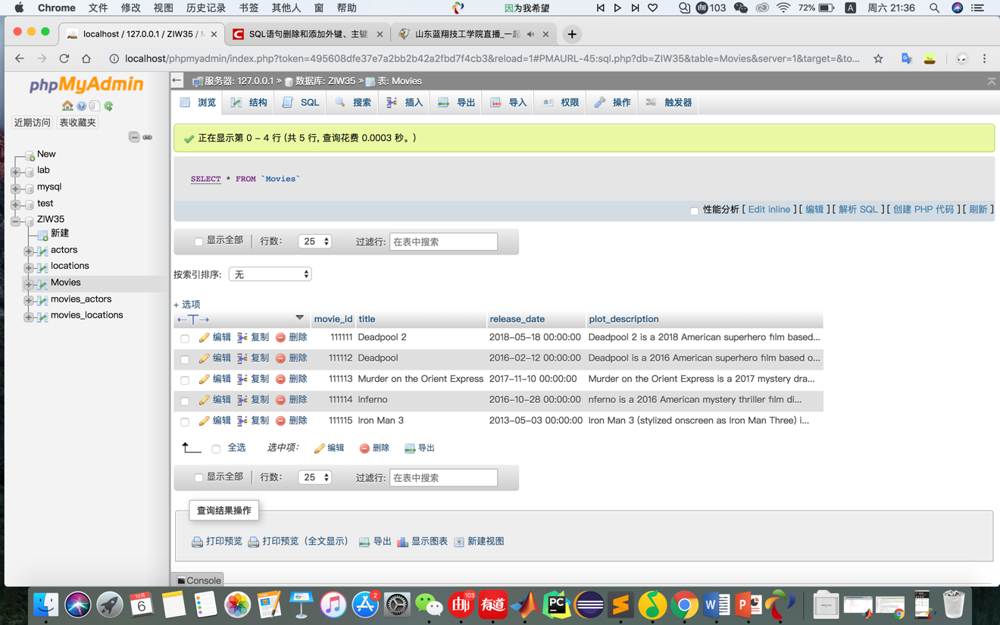 Chrome 文件 修改 视图 历史记录 书签 其他人 窗 帮助 因为我希望 103 72% A 周六 21:36
localhost / 127.0.0.1 / ZIW35 / M SQL语句删除和添加外键、主键 山东蓝翔技工学院直播_一起
localhost/phpmyadmin/index.php?token=495608dfe37e7a2bb2b42a2fbd7f4cb3&reload=1#PMAURL-45:sql.php?db=ZIW35&table=Movies&server=1&target=&to...
phpMyAdmin
近期访问 表收藏夹
New
lab
mysql
test
ZIW35
新建
actors
locations
Movies
movies_actors
movies_locations
服务器: 127.0.0.1 » 数据库: ZIW35 » 表: Movies
浏览 结构 SQL 搜索 插入 导出 导入 权限 操作 触发器
正在显示第 0 - 4 行 (共 5 行, 查询花费 0.0003 秒。)
SELECT * FROM `Movies`
性能分析 [ Edit inline ] [ 编辑 ] [ 解析 SQL ] [ 创建 PHP 代码 ] [ 刷新 ]
显示全部 行数: 25 过滤行: 在表中搜索
按索引排序: 无
+ 选项
←T→ movie_id title release_date plot_description
编辑 复制 删除 111111 Deadpool 2 2018-05-18 00:00:00 Deadpool 2 is a 2018 American superhero film based...
编辑 复制 删除 111112 Deadpool 2016-02-12 00:00:00 Deadpool is a 2016 American superhero film based o...
编辑 复制 删除 111113 Murder on the Orient Express 2017-11-10 00:00:00 Murder on the Orient Express is a 2017 mystery dra...
编辑 复制 删除 111114 Inferno 2016-10-28 00:00:00 nferno is a 2016 American mystery thriller film di...
编辑 复制 删除 111115 Iron Man 3 2013-05-03 00:00:00 Iron Man 3 (stylized onscreen as Iron Man Three) i...
全选 选中项: 编辑 删除 导出
显示全部 行数: 25 过滤行: 在表中搜索
查询结果操作
打印预览 打印预览 (全文显示) 导出 显示图表 新建视图
Console
10月 6 2 103 有道 PC W P